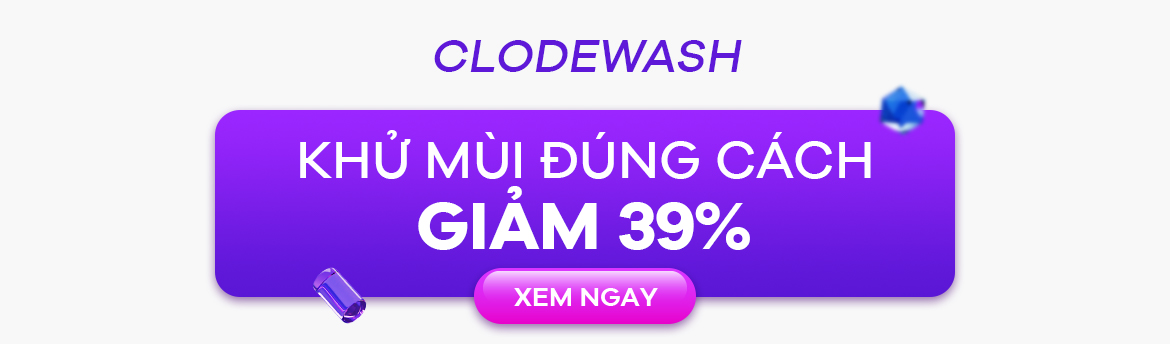 CLODEWASH
KHỬ MÙI ĐÚNG CÁCH
GIẢM 39%
XEM NGAY